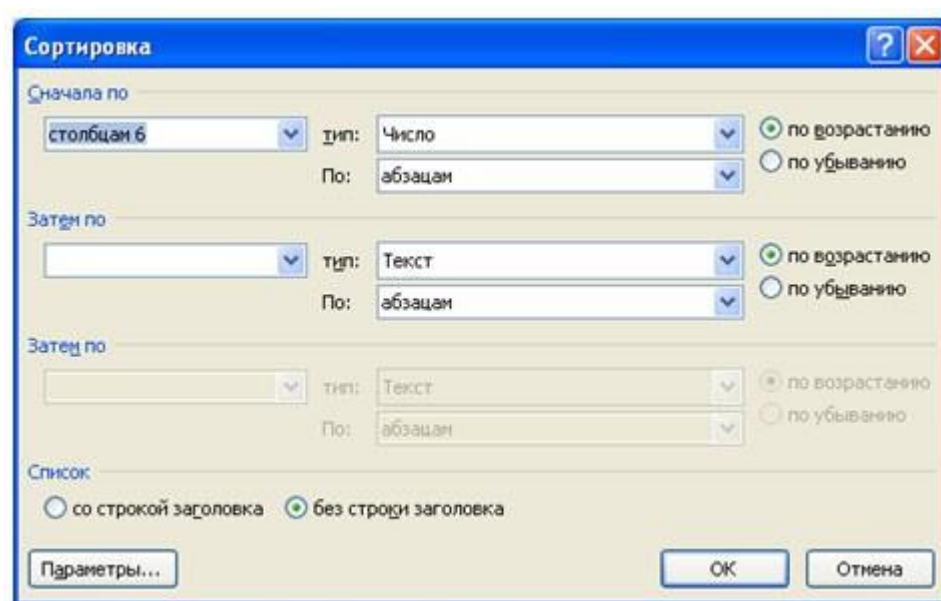 Сортировка
Сначала по
столбцам 6 тип: Число по возрастанию
По: абзацам по убыванию
Затем по
тип: Текст по возрастанию
По: абзацам по убыванию
Затем по
тип: Текст по возрастанию
По: абзацам по убыванию
Список
со строкой заголовка без строки заголовка
Параметры... ОК Отмена